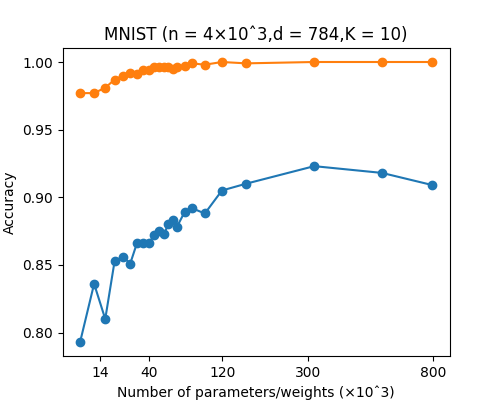 MNIST (n = 4×10ˆ3,d = 784,K = 10)
1.00
0.95
0.90
0.85
0.80
Accuracy
14 40 120 300 800
Number of parameters/weights (×10ˆ3)